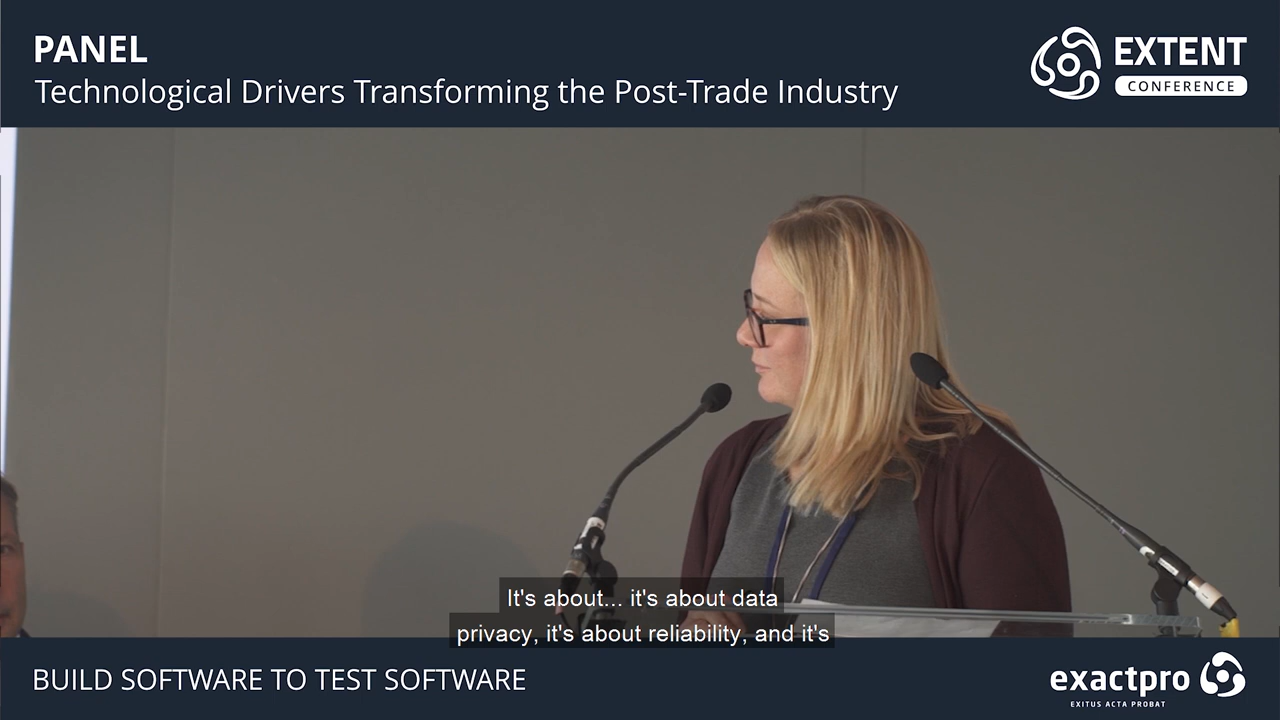 PANEL
Technological Drivers Transforming the Post-Trade Industry
EXTENT
CONFERENCE
It's about... it's about data
privacy, it's about reliability, and it's
BUILD SOFTWARE TO TEST SOFTWARE
exactpro
EXITUS ACTA PROBAT